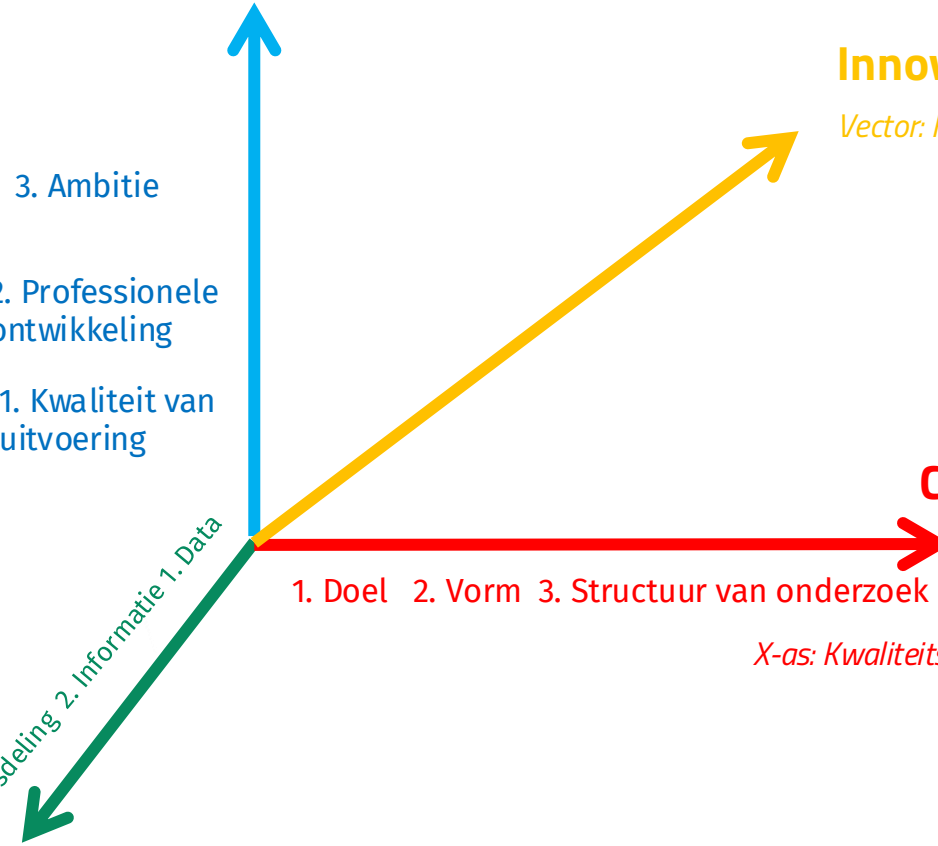 Innov
Vector:
3. Ambitie
2. Professionele
ontwikkeling
1. Kwaliteit van
uitvoering
sdeling 2. Informatie 1. Data
1. Doel 2. Vorm 3. Structuur van onderzoek
X-as: Kwaliteits